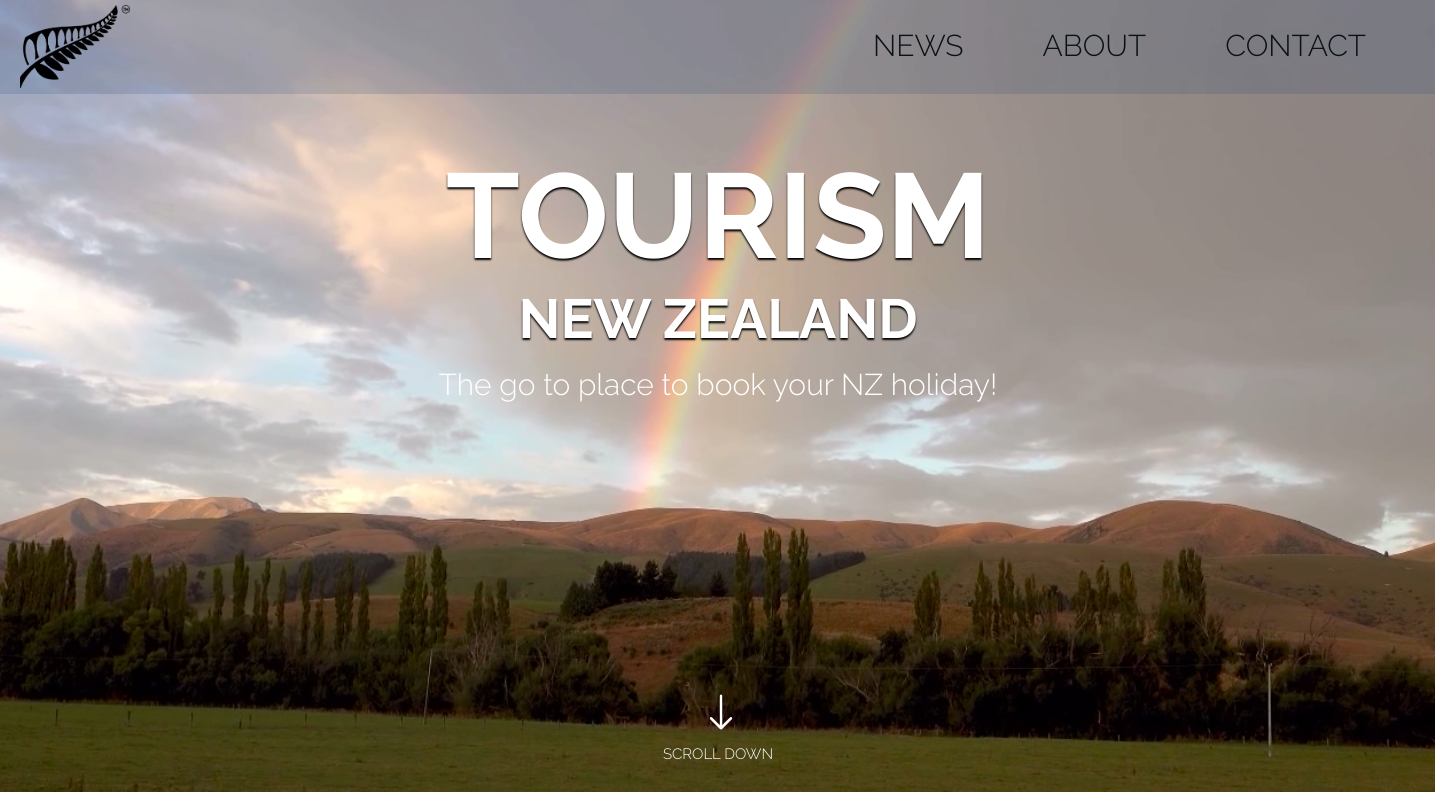 NEWS ABOUT CONTACT
TOURISM
NEW ZEALAND
The go to place to book your NZ holiday!
SCROLL DOWN